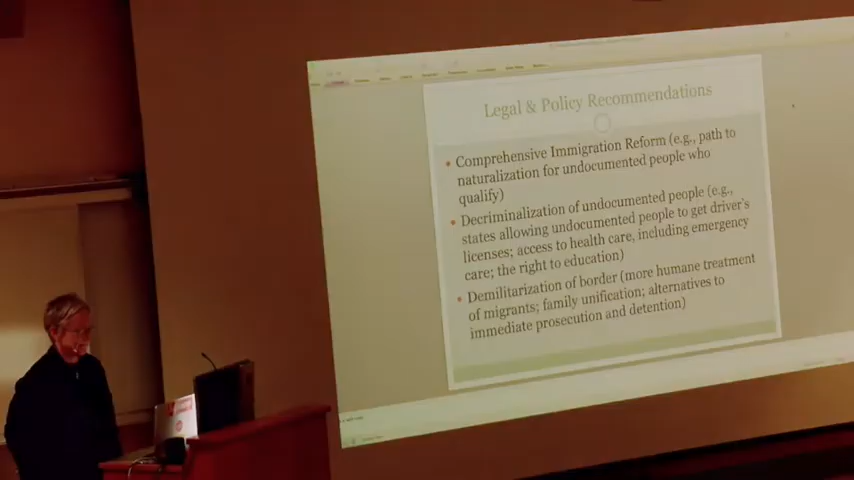 Legal & Policy Recommendations
• Comprehensive Immigration Reform (e.g., path to
naturalization for undocumented people who
qualify)
• Decriminalization of undocumented people (e.g.,
states allowing undocumented people to get driver's
licenses; access to health care, including emergency
care; the right to education)
• Demilitarization of border (more humane treatment
of migrants; family unification; alternatives to
immediate prosecution and detention)